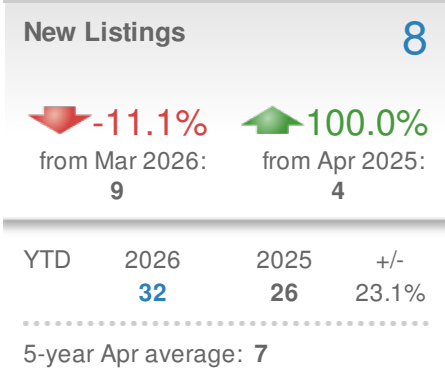 New Listings 8
-11.1% 100.0%
from Mar 2026: from Apr 2025:
9 4
YTD 2026 2025 +/-
32 26 23.1%
5-year Apr average: 7